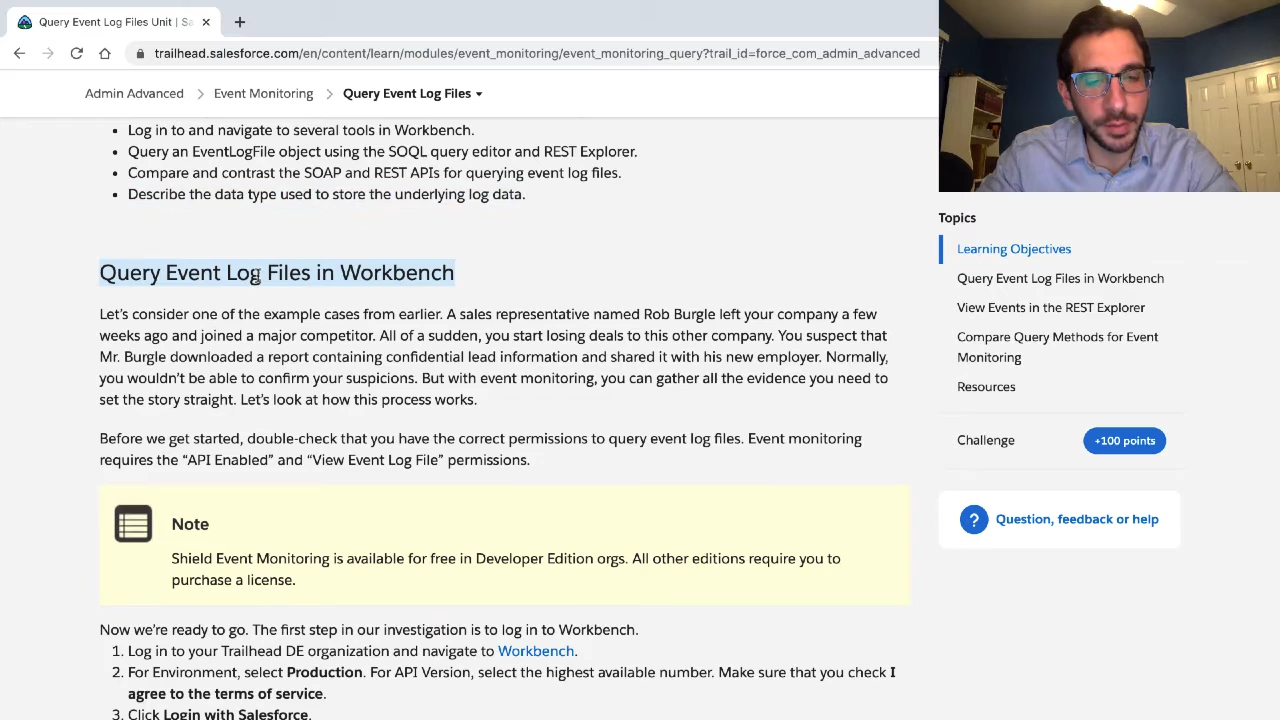 Query Event Log Files Unit | Sa
trailhead.salesforce.com/en/content/learn/modules/event_monitoring/event_monitoring_query?trail_id=force_com_admin_advanced
Admin Advanced > Event Monitoring > Query Event Log Files
• Log in to and navigate to several tools in Workbench.
• Query an EventLogFile object using the SOQL query editor and REST Explorer.
• Compare and contrast the SOAP and REST APIs for querying event log files.
• Describe the data type used to store the underlying log data.
Query Event Log Files in Workbench
Let's consider one of the example cases from earlier. A sales representative named Rob Burgle left your company a few
weeks ago and joined a major competitor. All of a sudden, you start losing deals to this other company. You suspect that
Mr. Burgle downloaded a report containing confidential lead information and shared it with his new employer. Normally,
you wouldn't be able to confirm your suspicions. But with event monitoring, you can gather all the evidence you need to
set the story straight. Let's look at how this process works.
Before we get started, double-check that you have the correct permissions to query event log files. Event monitoring
requires the "API Enabled" and "View Event Log File" permissions.
Note
Shield Event Monitoring is available for free in Developer Edition orgs. All other editions require you to
purchase a license.
Now we're ready to go. The first step in our investigation is to log in to Workbench.
1. Log in to your Trailhead DE organization and navigate to Workbench.
2. For Environment, select Production. For API Version, select the highest available number. Make sure that you check I
agree to the terms of service.
3. Click Login with Salesforce.
Topics
Learning Objectives
Query Event Log Files in Workbench
View Events in the REST Explorer
Compare Query Methods for Event
Monitoring
Resources
Challenge +100 points
? Question, feedback or help